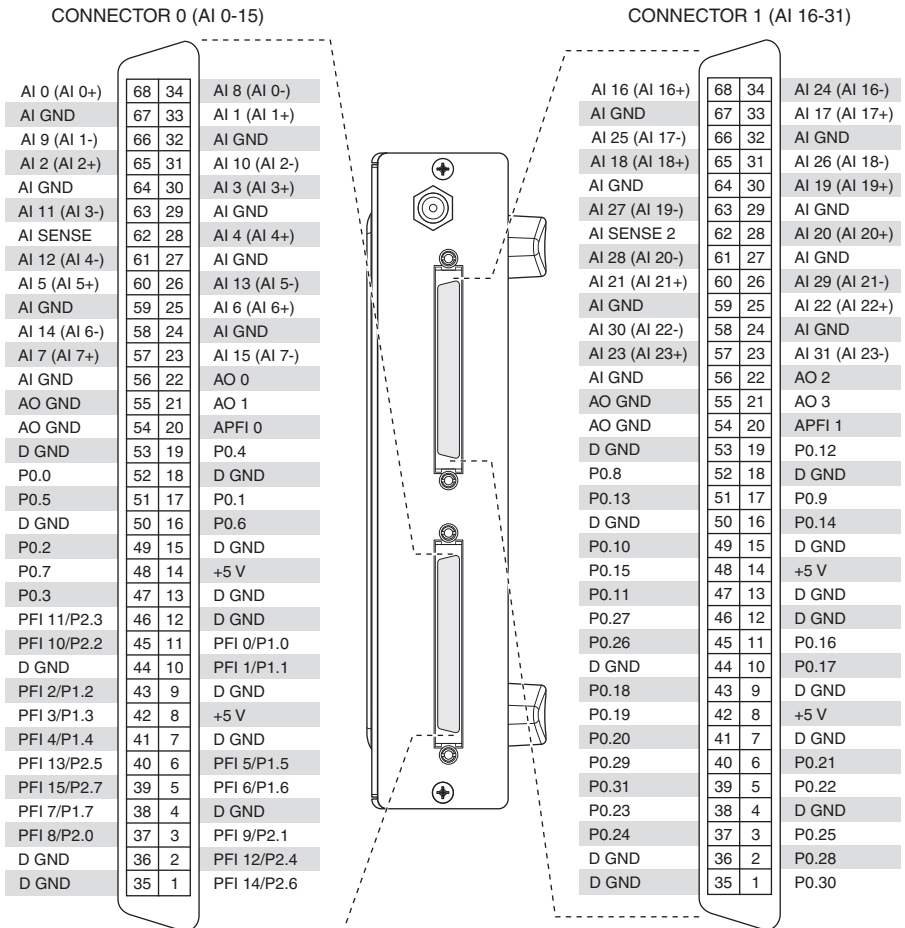 CONNECTOR 0 (AI 0-15)
AI 0 (AI 0+) 68 34 AI 8 (AI 0-)
AI GND 67 33 AI 1 (AI 1+)
AI 9 (AI 1-) 66 32 AI GND
AI 2 (AI 2+) 65 31 AI 10 (AI 2-)
AI GND 64 30 AI 3 (AI 3+)
AI 11 (AI 3-) 63 29 AI GND
AI SENSE 62 28 AI 4 (AI 4+)
AI 12 (AI 4-) 61 27 AI GND
AI 5 (AI 5+) 60 26 AI 13 (AI 5-)
AI GND 59 25 AI 6 (AI 6+)
AI 14 (AI 6-) 58 24 AI GND
AI 7 (AI 7+) 57 23 AI 15 (AI 7-)
AI GND 56 22 AO 0
AO GND 55 21 AO 1
AO GND 54 20 APFI 0
D GND 53 19 P0.4
P0.0 52 18 D GND
P0.5 51 17 P0.1
D GND 50 16 P0.6
P0.2 49 15 D GND
P0.7 48 14 +5 V
P0.3 47 13 D GND
PFI 11/P2.3 46 12 D GND
PFI 10/P2.2 45 11 PFI 0/P1.0
D GND 44 10 PFI 1/P1.1
PFI 2/P1.2 43 9 D GND
PFI 3/P1.3 42 8 +5 V
PFI 4/P1.4 41 7 D GND
PFI 13/P2.5 40 6 PFI 5/P1.5
PFI 15/P2.7 39 5 PFI 6/P1.6
PFI 7/P1.7 38 4 D GND
PFI 8/P2.0 37 3 PFI 9/P2.1
D GND 36 2 PFI 12/P2.4
D GND 35 1 PFI 14/P2.6
CONNECTOR 1 (AI 16-31)
AI 16 (AI 16+) 68 34 AI 24 (AI 16-)
AI GND 67 33 AI 17 (AI 17+)
AI 25 (AI 17-) 66 32 AI GND
AI 18 (AI 18+) 65 31 AI 26 (AI 18-)
AI GND 64 30 AI 19 (AI 19+)
AI 27 (AI 19-) 63 29 AI GND
AI SENSE 2 62 28 AI 20 (AI 20+)
AI 28 (AI 20-) 61 27 AI GND
AI 21 (AI 21+) 60 26 AI 29 (AI 21-)
AI GND 59 25 AI 22 (AI 22+)
AI 30 (AI 22-) 58 24 AI GND
AI 23 (AI 23+) 57 23 AI 31 (AI 23-)
AI GND 56 22 AO 2
AO GND 55 21 AO 3
AO GND 54 20 APFI 1
D GND 53 19 P0.12
P0.8 52 18 D GND
P0.13 51 17 P0.9
D GND 50 16 P0.14
P0.10 49 15 D GND
P0.15 48 14 +5 V
P0.11 47 13 D GND
P0.27 46 12 D GND
P0.26 45 11 P0.16
D GND 44 10 P0.17
P0.18 43 9 D GND
P0.19 42 8 +5 V
P0.20 41 7 D GND
P0.29 40 6 P0.21
P0.31 39 5 P0.22
P0.23 38 4 D GND
P0.24 37 3 P0.25
D GND 36 2 P0.28
D GND 35 1 P0.30